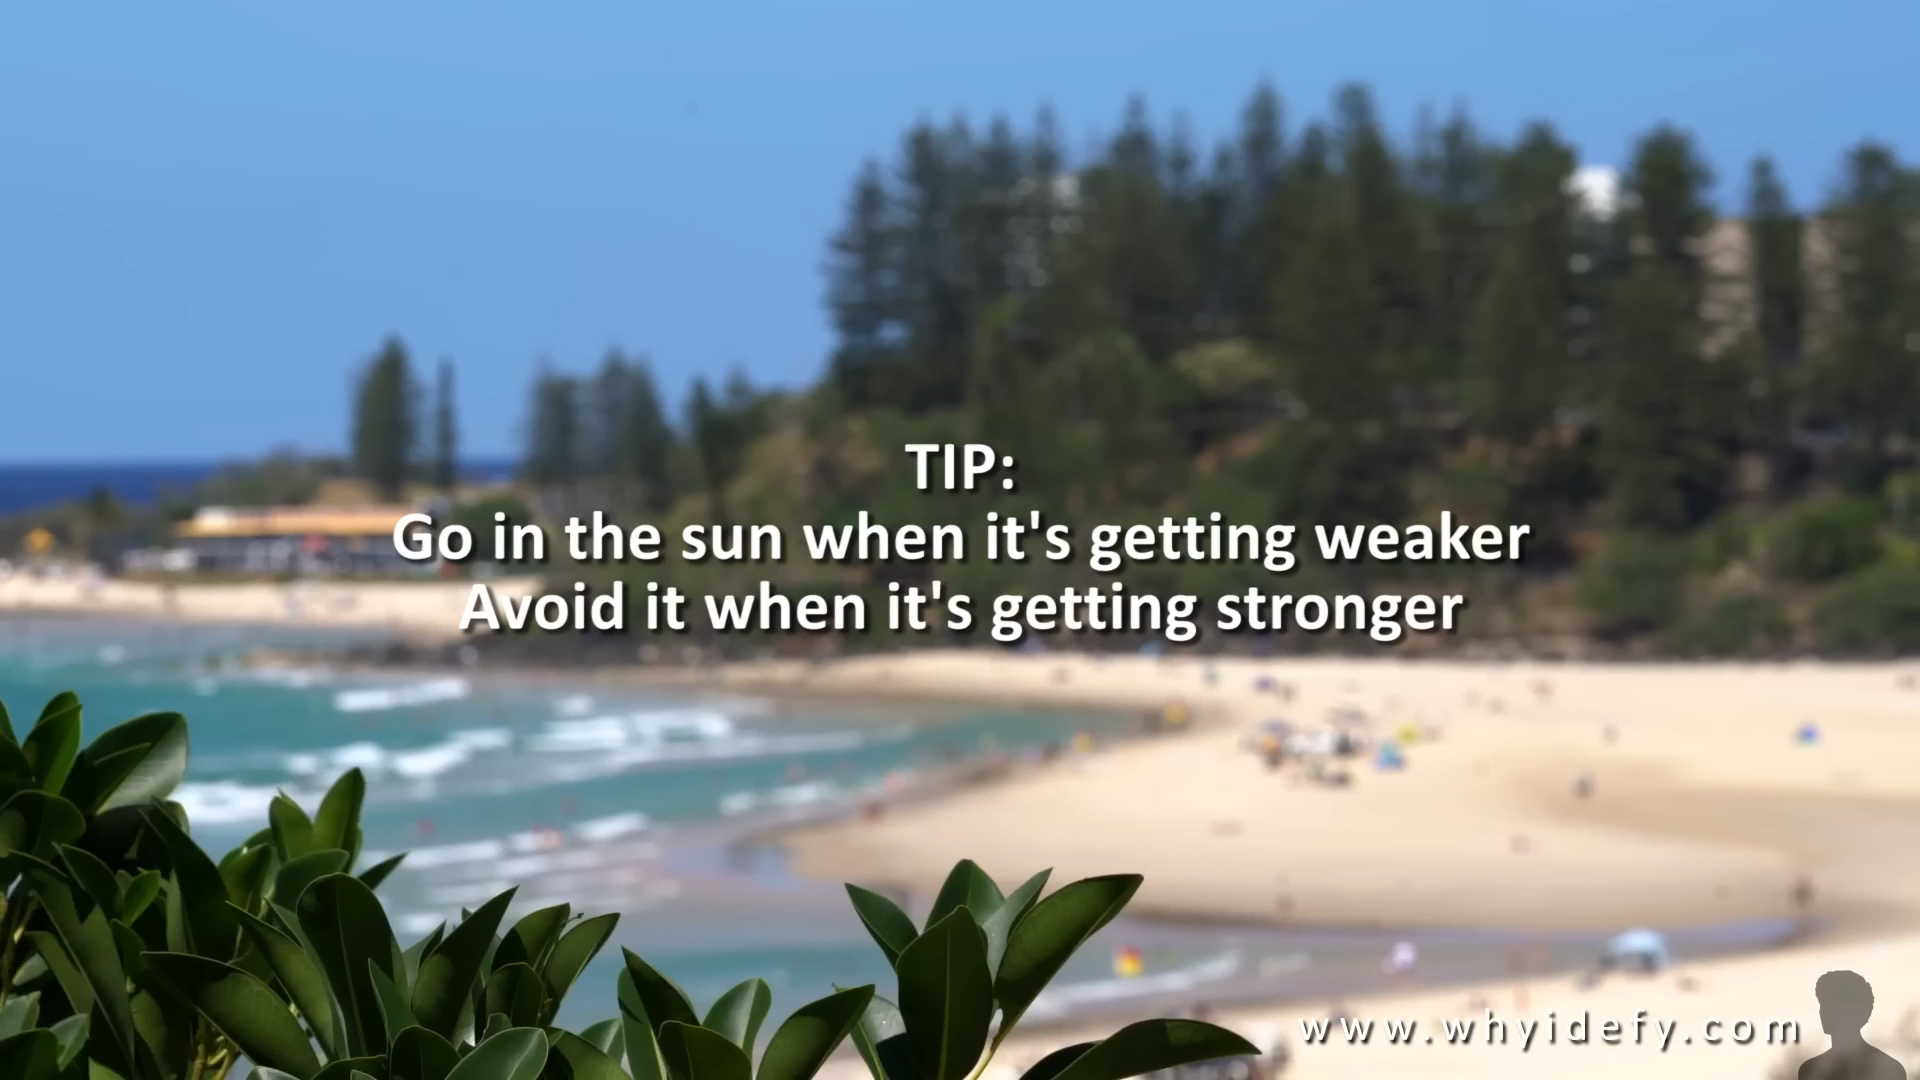 TIP:
Go in the sun when it's getting weaker
Avoid it when it's getting stronger
www.whyidefy.com